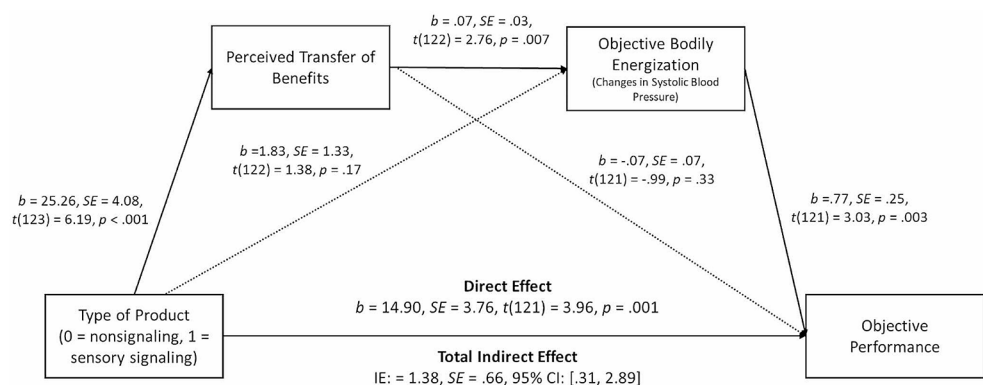 b = .07, SE = .03,
t(122) = 2.76, p = .007
Perceived Transfer of
Benefits
Objective Bodily
Energization
(Changes in Systolic Blood
Pressure)
b =1.83, SE = 1.33,
t(122) = 1.38, p = .17
b = -.07, SE = .07,
t(121) = -.99, p = .33
b = 25.26, SE = 4.08,
t(123) = 6.19, p < .001
b =.77, SE = .25,
t(121) = 3.03, p = .003
Type of Product
(0 = nonsignaling, 1 =
sensory signaling)
Direct Effect
b = 14.90, SE = 3.76, t(121) = 3.96, p = .001
Total Indirect Effect
IE: = 1.38, SE = .66, 95% CI: [.31, 2.89]
Objective
Performance